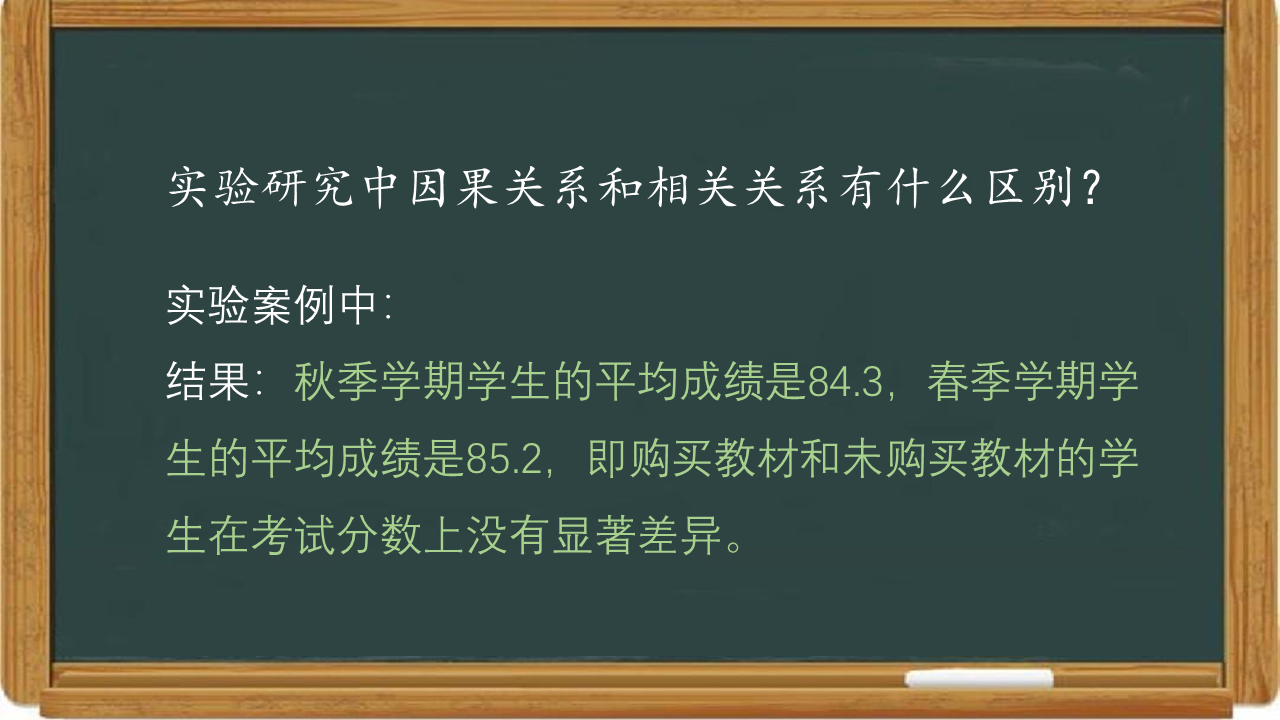 实验研究中因果关系和相关关系有什么区别？
实验案例中：
结果：秋季学期学生的平均成绩是84.3，春季学期学
生的平均成绩是85.2，即购买教材和未购买教材的学
生在考试分数上没有显著差异。